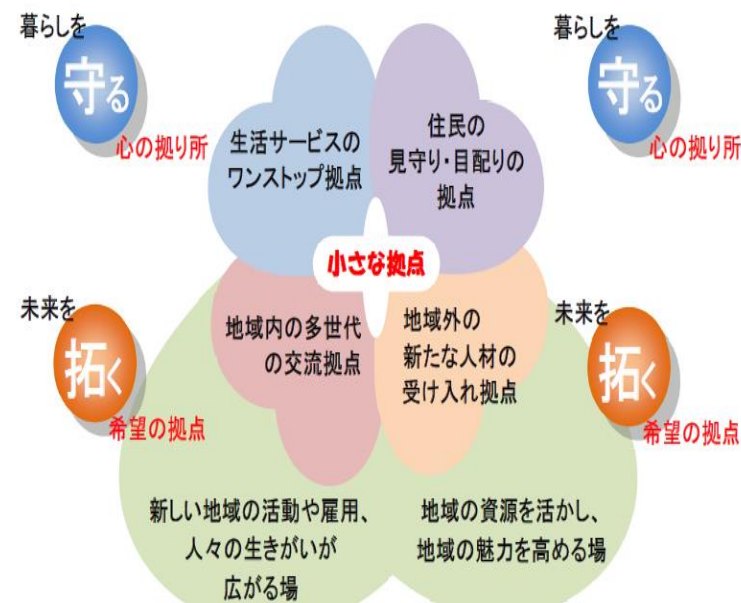 暮らしを
守る
心の拠り所
生活サービスの
ワンストップ拠点
住民の
見守り・目配りの
拠点
暮らしを
守る
心の拠り所
小さな拠点
未来を
拓く
希望の拠点
地域内の多世代
の交流拠点
地域外の
新たな人材の
受け入れ拠点
未来を
拓く
希望の拠点
新しい地域の活動や雇用、
人々の生きがいが
広がる場
地域の資源を活かし、
地域の魅力を高める場